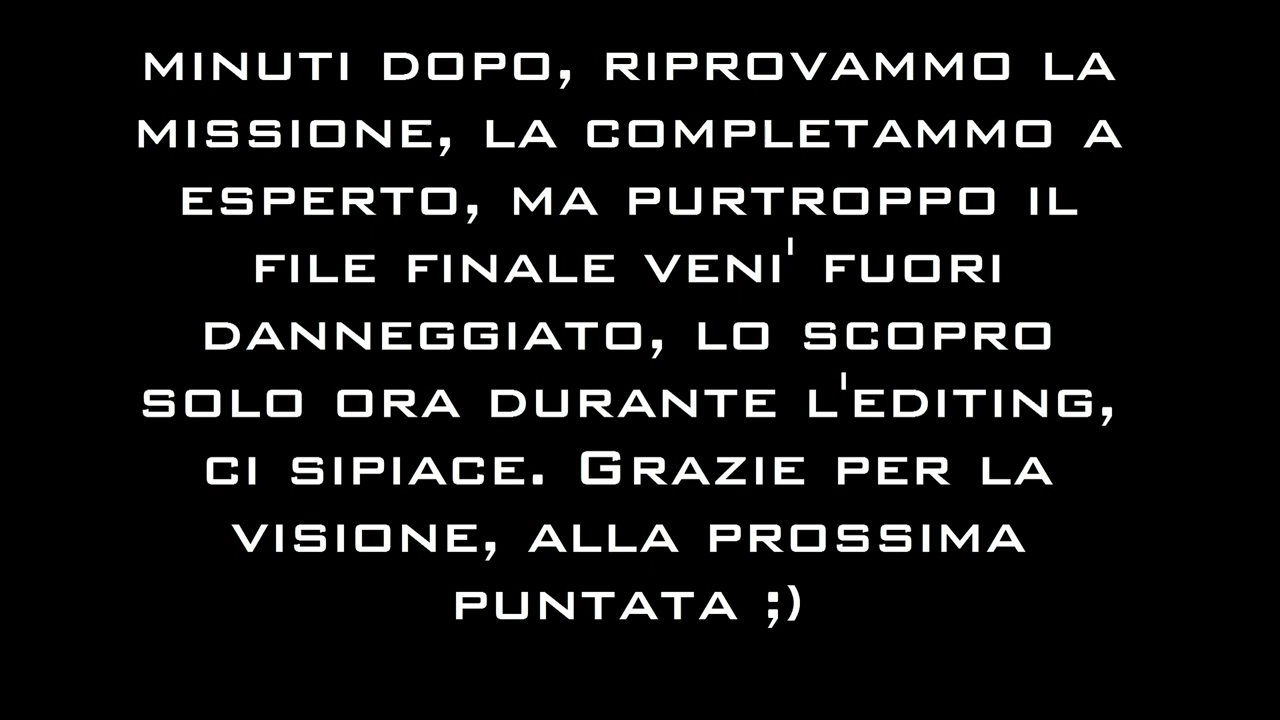 MINUTI DOPO, RIPROVAMMO LA
MISSIONE, LA COMPLETAMMO A
ESPERTO, MA PURTROPPO IL
FILE FINALE VENI' FUORI
DANNEGGIATO, LO SCOPRO
SOLO ORA DURANTE L'EDITING,
CI SIPIACE. GRAZIE PER LA
VISIONE, ALLA PROSSIMA
PUNTATA ;)